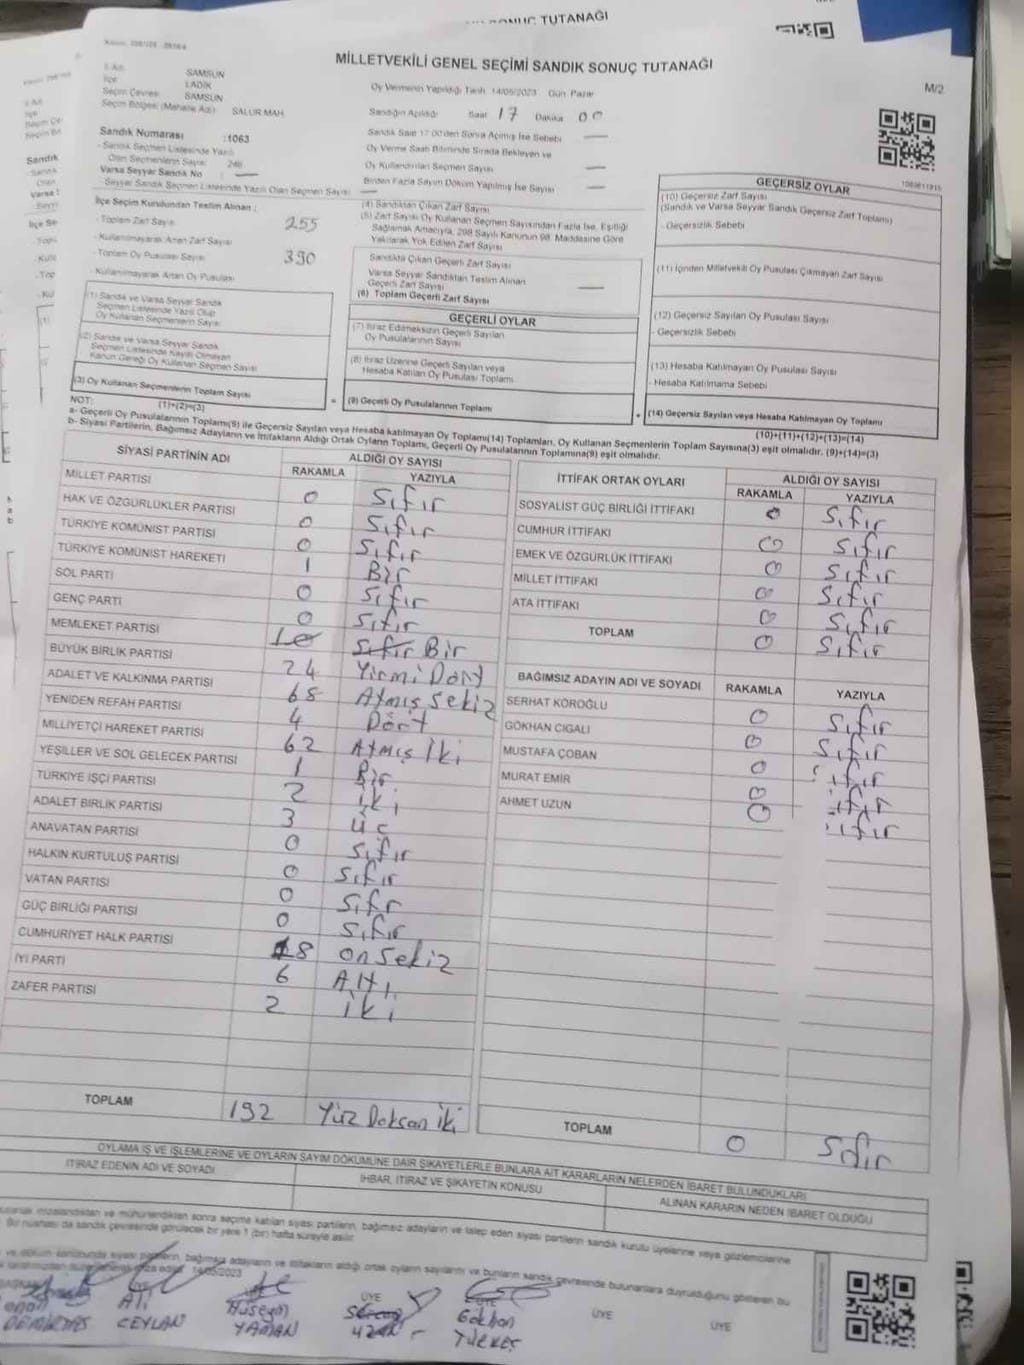 SONUÇ TUTANAĞI
MİLLETVEKİLİ GENEL SEÇİMİ SANDIK SONUÇ TUTANAĞI
M/2
İlçe
Seçim Çevresi
Seçim Bölgesi (Mahalle Adı)
SAMSUN
LADİK
SAMSUN
SALUR MAH.
Oy Vermenin Yapıldığı Tarih 14/05/2023 Gün Pazar
Sandığın Açıldığı Saat 17 Dakika 00
Sandık Saat 17:00'den Sonra Açılmış İse Sebebi
Oy Verme Saati Bitiminde Sırada Bekleyen ve
Oy Kullandırılan Seçmen Sayısı
Birden Fazla Sayım Döküm Yapılmış İse Sayısı
Sandık Numarası :1063
- Sandık Seçmen Listesinde Yazılı
Olan Seçmenlerin Sayısı 246
Varsa Seyyar Sandık No :
- Seyyar Sandık Seçmen Listesinde Yazılı Olan Seçmen Sayısı
İlçe Seçim Kurulundan Teslim Alınan :
- Toplam Zarf Sayısı 255
- Kullanılmayarak Artan Zarf Sayısı
- Toplam Oy Pusulası Sayısı 390
- Kullanılmayarak Artan Oy Pusulası
(1) Sandık ve Varsa Seyyar Sandık
Seçmen Listesinde Yazılı Olup
Oy Kullanan Seçmenlerin Sayısı
(2) Sandık ve Varsa Seyyar Sandık
Seçmen Listesinde Kayıtlı Olmayan
Kanun Gereği Oy Kullanan Seçmen Sayısı
(3) Oy Kullanan Seçmenlerin Toplam Sayısı
(1)+(2)=(3)
(4) Sandıktan Çıkan Zarf Sayısı
(5) Zarf Sayısı Oy Kullanan Seçmen Sayısından Fazla İse, Eşitliği
Sağlamak Amacıyla, 298 Sayılı Kanunun 98. Maddesine Göre
Yakılarak Yok Edilen Zarf Sayısı
Sandıkta Çıkan Geçerli Zarf Sayısı
Varsa Seyyar Sandıktan Teslim Alınan
Geçerli Zarf Sayısı
(6) Toplam Geçerli Zarf Sayısı
GEÇERLİ OYLAR
(7) İtiraz Edilmeksizin Geçerli Sayılan
Oy Pusulalarının Sayısı
(8) İtiraz Üzerine Geçerli Sayılan veya
Hesaba Katılan Oy Pusulası Toplamı
= (9) Geçerli Oy Pusulalarının Toplamı
GEÇERSİZ OYLAR
(10) Geçersiz Zarf Sayısı
(Sandık ve Varsa Seyyar Sandık Geçersiz Zarf Toplamı)
- Geçersizlik Sebebi
(11) İçinden Milletvekili Oy Pusulası Çıkmayan Zarf Sayısı
(12) Geçersiz Sayılan Oy Pusulası Sayısı
- Geçersizlik Sebebi
(13) Hesaba Katılmayan Oy Pusulası Sayısı
- Hesaba Katılmama Sebebi
+ (14) Geçersiz Sayılan veya Hesaba Katılmayan Oy Toplamı
(10)+(11)+(12)+(13)=(14)
NOT:
a- Geçerli Oy Pusulalarının Toplamı(9) ile Geçersiz Sayılan veya Hesaba katılmayan Oy Toplamı(14) Toplamları, Oy Kullanan Seçmenlerin Toplam Sayısına(3) eşit olmalıdır. (9)+(14)=(3)
b- Siyasi Partilerin, Bağımsız Adayların ve İttifakların Aldığı Ortak Oyların Toplamı, Geçerli Oy Pusulalarının Toplamına(9) eşit olmalıdır.
SİYASİ PARTİNİN ADI
ALDIĞI OY SAYISI
RAKAMLA YAZIYLA
MİLLET PARTİSİ 0 Sıfır
HAK VE ÖZGÜRLÜKLER PARTİSİ 0 Sıfır
TÜRKİYE KOMÜNİST PARTİSİ 0 Sıfır
TÜRKİYE KOMÜNİST HAREKETİ 1 Bir
SOL PARTİ 0 Sıfır
GENÇ PARTİ 0 Sıfır
MEMLEKET PARTİSİ 10 Sıfır Bir
BÜYÜK BİRLİK PARTİSİ 24 Yirmi Dört
ADALET VE KALKINMA PARTİSİ 68 Atmış sekiz
YENİDEN REFAH PARTİSİ 4 Dört
MİLLİYETÇİ HAREKET PARTİSİ 62 Atmış İki
YEŞİLLER VE SOL GELECEK PARTİSİ 1 Bir
TÜRKİYE İŞÇİ PARTİSİ 2 iki
ADALET BİRLİK PARTİSİ 3 üç
ANAVATAN PARTİSİ 0 Sıfır
HALKIN KURTULUŞ PARTİSİ 0 Sıfır
VATAN PARTİSİ 0 Sıfr
GÜÇ BİRLİĞİ PARTİSİ 0 Sıfır
CUMHURİYET HALK PARTİSİ 18 on sekiz
İYİ PARTİ 6 Altı
ZAFER PARTİSİ 2 iki
TOPLAM 192 Yüz Doksan iki
İTTİFAK ORTAK OYLARI
ALDIĞI OY SAYISI
RAKAMLA YAZIYLA
SOSYALİST GÜÇ BİRLİĞİ İTTİFAKI 0 Sıfır
CUMHUR İTTİFAKI 0 Sıfır
EMEK VE ÖZGÜRLÜK İTTİFAKI 0 Sıfır
MİLLET İTTİFAKI 0 Sıfır
ATA İTTİFAKI 0 Sıfır
TOPLAM 0 Sıfır
BAĞIMSIZ ADAYIN ADI VE SOYADI RAKAMLA YAZIYLA
SERHAT KÖROĞLU 0 Sıfır
GÖKHAN CIGALI 0 Sıfır
MUSTAFA ÇOBAN 0 Sıfır
MURAT EMİR 0 ıfır
AHMET UZUN 0 ıfır
TOPLAM 0 Sıfır
OYLAMA İŞ VE İŞLEMLERİNE VE OYLARIN SAYIM DÖKÜMÜNE DAİR ŞİKAYETLERLE BUNLARA AİT KARARLARIN NELERDEN İBARET BULUNDUKLARI
İTİRAZ EDENİN ADI VE SOYADI
İHBAR, İTİRAZ VE ŞİKAYETİN KONUSU
ALINAN KARARIN NEDEN İBARET OLDUĞU
14/05/2023
DEMİRTAŞ
Ali CEYLAN
Hüseyin YAMAN
ÜYE
Gökhan TÜRKEŞ
ÜYE
ÜYE